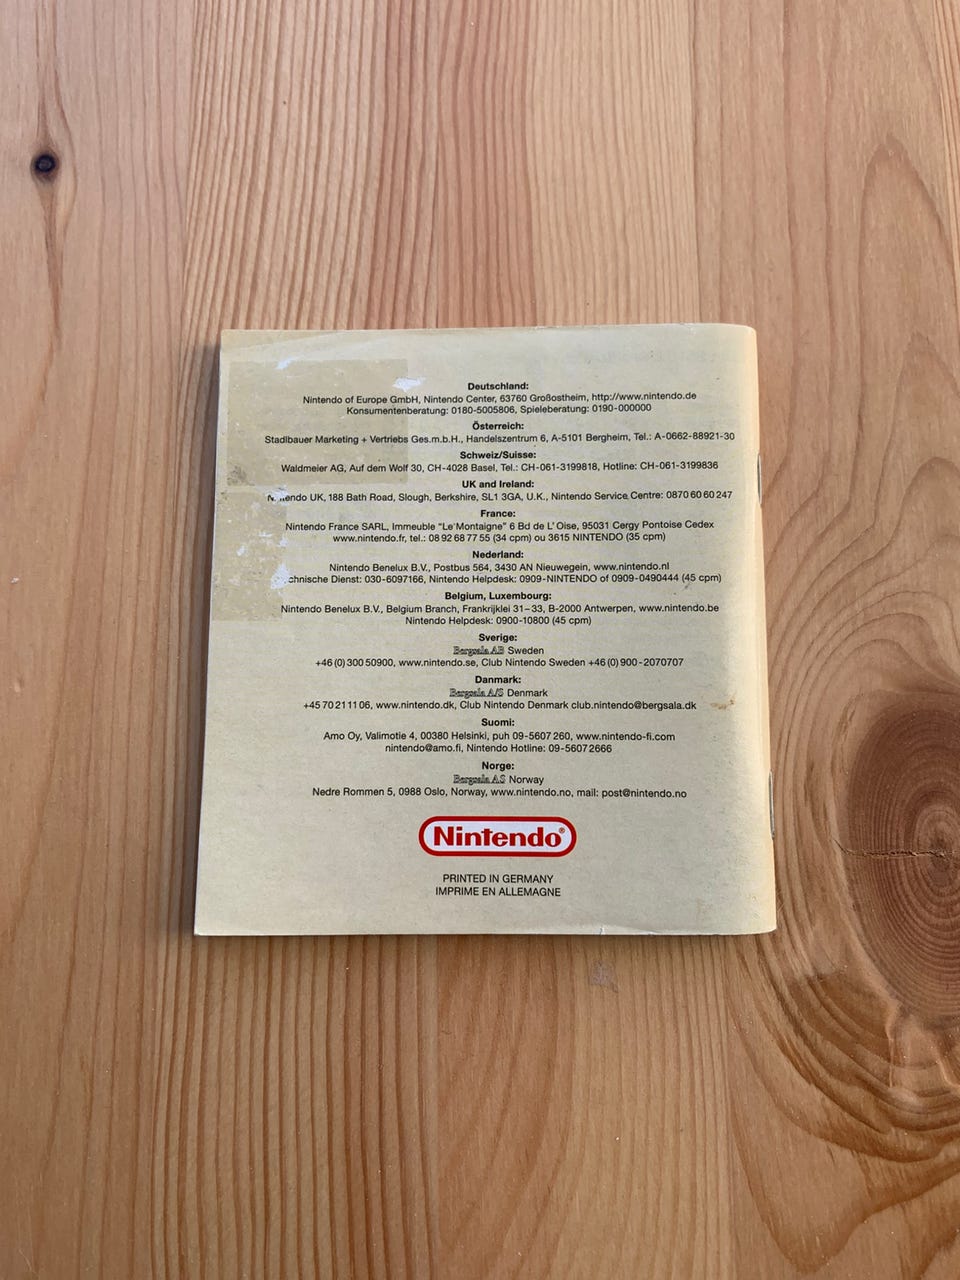 Deutschland:
Nintendo of Europe GmbH, Nintendo Center, 63760 Großostheim, http://www.nintendo.de
Konsumentenberatung: 0180-5005806, Spieleberatung: 0190-000000
Österreich:
Stadlbauer Marketing + Vertriebs Ges.m.b.H., Handelszentrum 6, A-5101 Bergheim, Tel.: A-0662-88921-30
Schweiz/Suisse:
Waldmeier AG, Auf dem Wolf 30, CH-4028 Basel, Tel.: CH-061-3199818, Hotline: CH-061-3199836
UK and Ireland:
UK, 188 Bath Road, Slough, Berkshire, SL1 3GA, U.K., Nintendo Service Centre: 0870 60 60 247
France:
Nintendo France SARL, Immeuble "Le Montaigne" 6 Bd de L'Oise, 95031 Cergy Pontoise Cedex
www.nintendo.fr, tel.: 08 92 68 77 55 (34 cpm) ou 3615 NINTENDO (35 cpm)
Nederland:
Nintendo Benelux B.V., Postbus 564, 3430 AN Nieuwegein, www.nintendo.nl
Dienst: 030-6097166, Nintendo Helpdesk: 0909-NINTENDO of 0909-0490444 (45 cpm)
Belgium, Luxembourg:
Nintendo Benelux B.V., Belgium Branch, Frankrijklei 31–33, B-2000 Antwerpen, www.nintendo.be
Nintendo Helpdesk: 0900-10800 (45 cpm)
Sverige:
Bergsala AB Sweden
+46 (0) 300 50900, www.nintendo.se, Club Nintendo Sweden +46 (0) 900-2070707
Danmark:
Bergsala A/S Denmark
+45 70 21 11 06, www.nintendo.dk, Club Nintendo Denmark club.nintendo@bergsala.dk
Suomi:
Amo Oy, Valimotie 4, 00380 Helsinki, puh 09-5607 260, www.nintendo-fi.com
nintendo@amo.fi, Nintendo Hotline: 09-5607 2666
Norge:
Bergsala AS Norway
Nedre Rommen 5, 0988 Oslo, Norway, www.nintendo.no, mail: post@nintendo.no
Nintendo®
PRINTED IN GERMANY
IMPRIME EN ALLEMAGNE